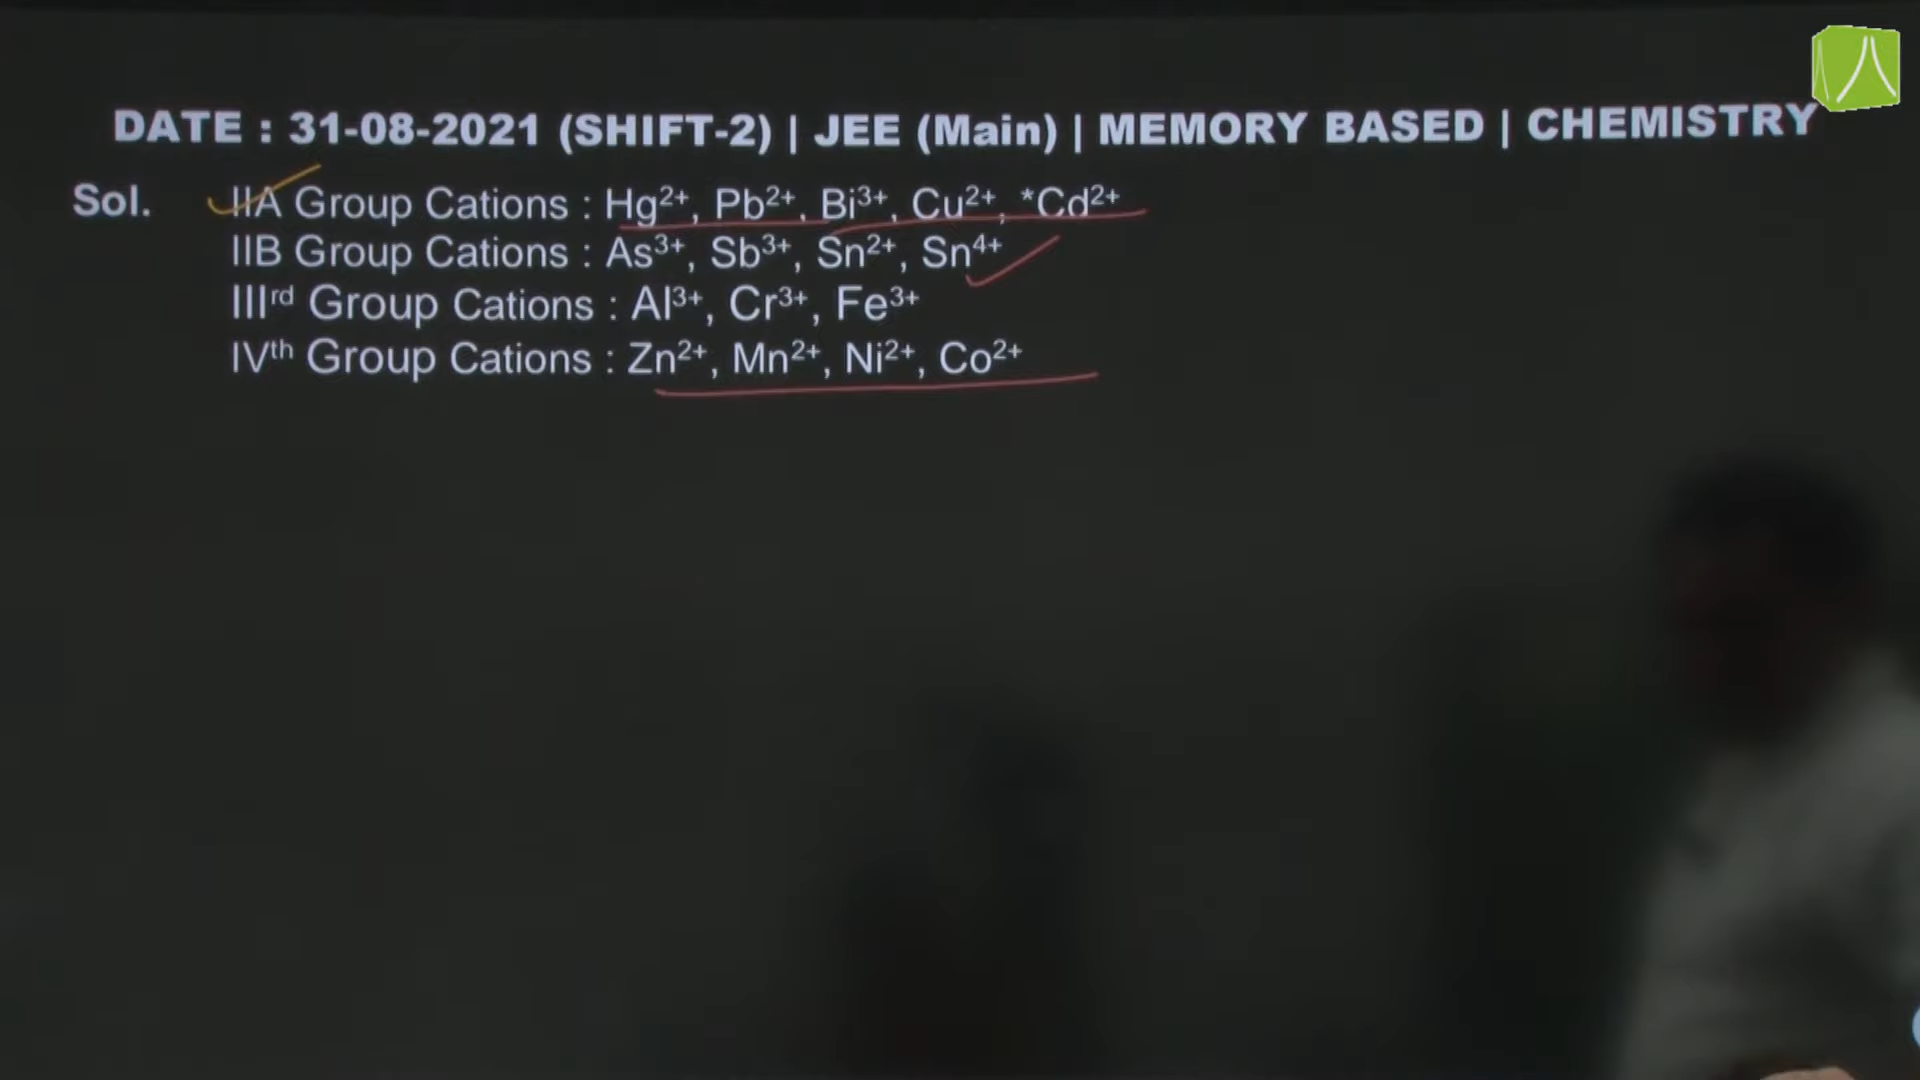 DATE : 31-08-2021 (SHIFT-2) | JEE (Main) | MEMORY BASED | CHEMISTRY
Sol. IIA Group Cations : Hg²⁺, Pb²⁺, Bi³⁺, Cu²⁺, *Cd²⁺
IIB Group Cations : As³⁺, Sb³⁺, Sn²⁺, Sn⁴⁺
IIIʳᵈ Group Cations : Al³⁺, Cr³⁺, Fe³⁺
IVᵗʰ Group Cations : Zn²⁺, Mn²⁺, Ni²⁺, Co²⁺